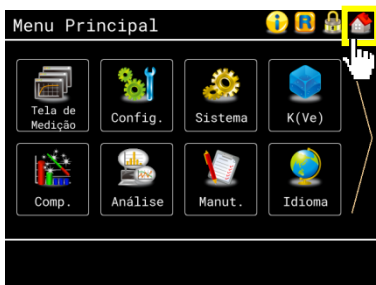 Menu Principal
i R
Tela de
Medição
Config.
Sistema
K(Ve)
Comp.
Análise
Manut.
Idioma